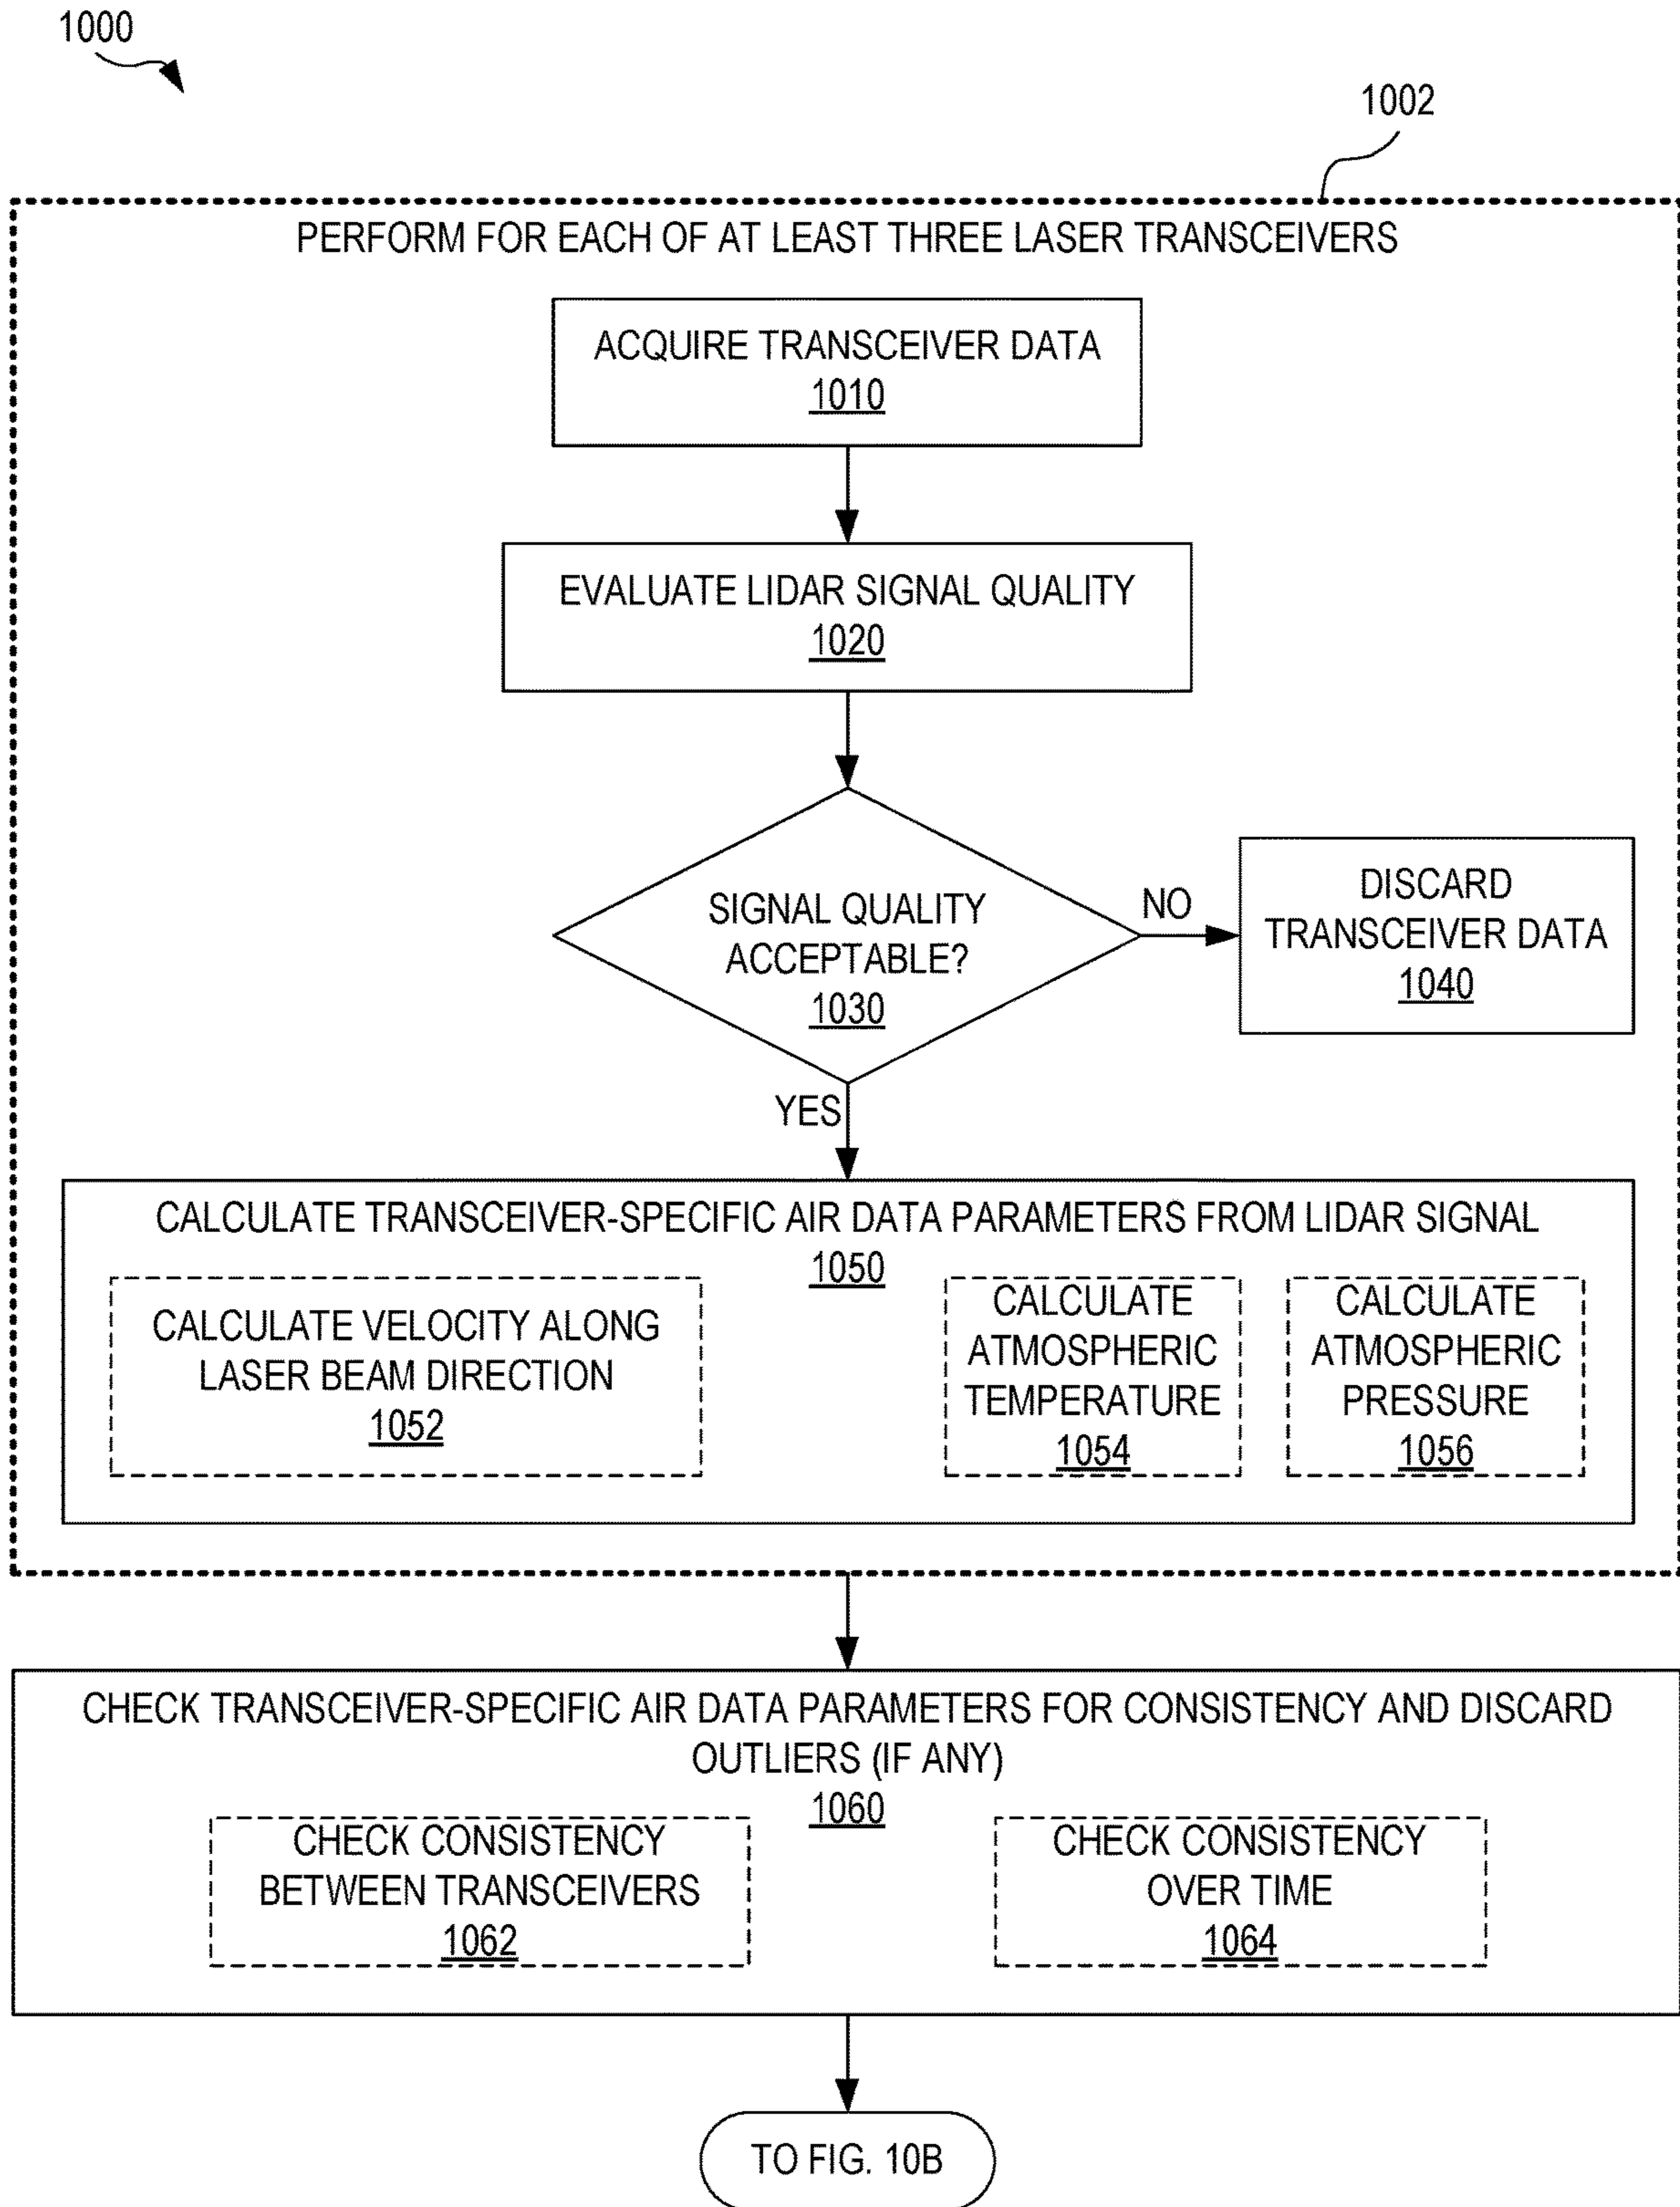 1000
1002
PERFORM FOR EACH OF AT LEAST THREE LASER TRANSCEIVERS
ACQUIRE TRANSCEIVER DATA
1010
EVALUATE LIDAR SIGNAL QUALITY
1020
SIGNAL QUALITY
ACCEPTABLE?
1030
NO
DISCARD
TRANSCEIVER DATA
1040
YES
CALCULATE TRANSCEIVER-SPECIFIC AIR DATA PARAMETERS FROM LIDAR SIGNAL
1050
CALCULATE VELOCITY ALONG
LASER BEAM DIRECTION
1052
CALCULATE
ATMOSPHERIC
TEMPERATURE
1054
CALCULATE
ATMOSPHERIC
PRESSURE
1056
CHECK TRANSCEIVER-SPECIFIC AIR DATA PARAMETERS FOR CONSISTENCY AND DISCARD
OUTLIERS (IF ANY)
1060
CHECK CONSISTENCY
BETWEEN TRANSCEIVERS
1062
CHECK CONSISTENCY
OVER TIME
1064
TO FIG. 10B